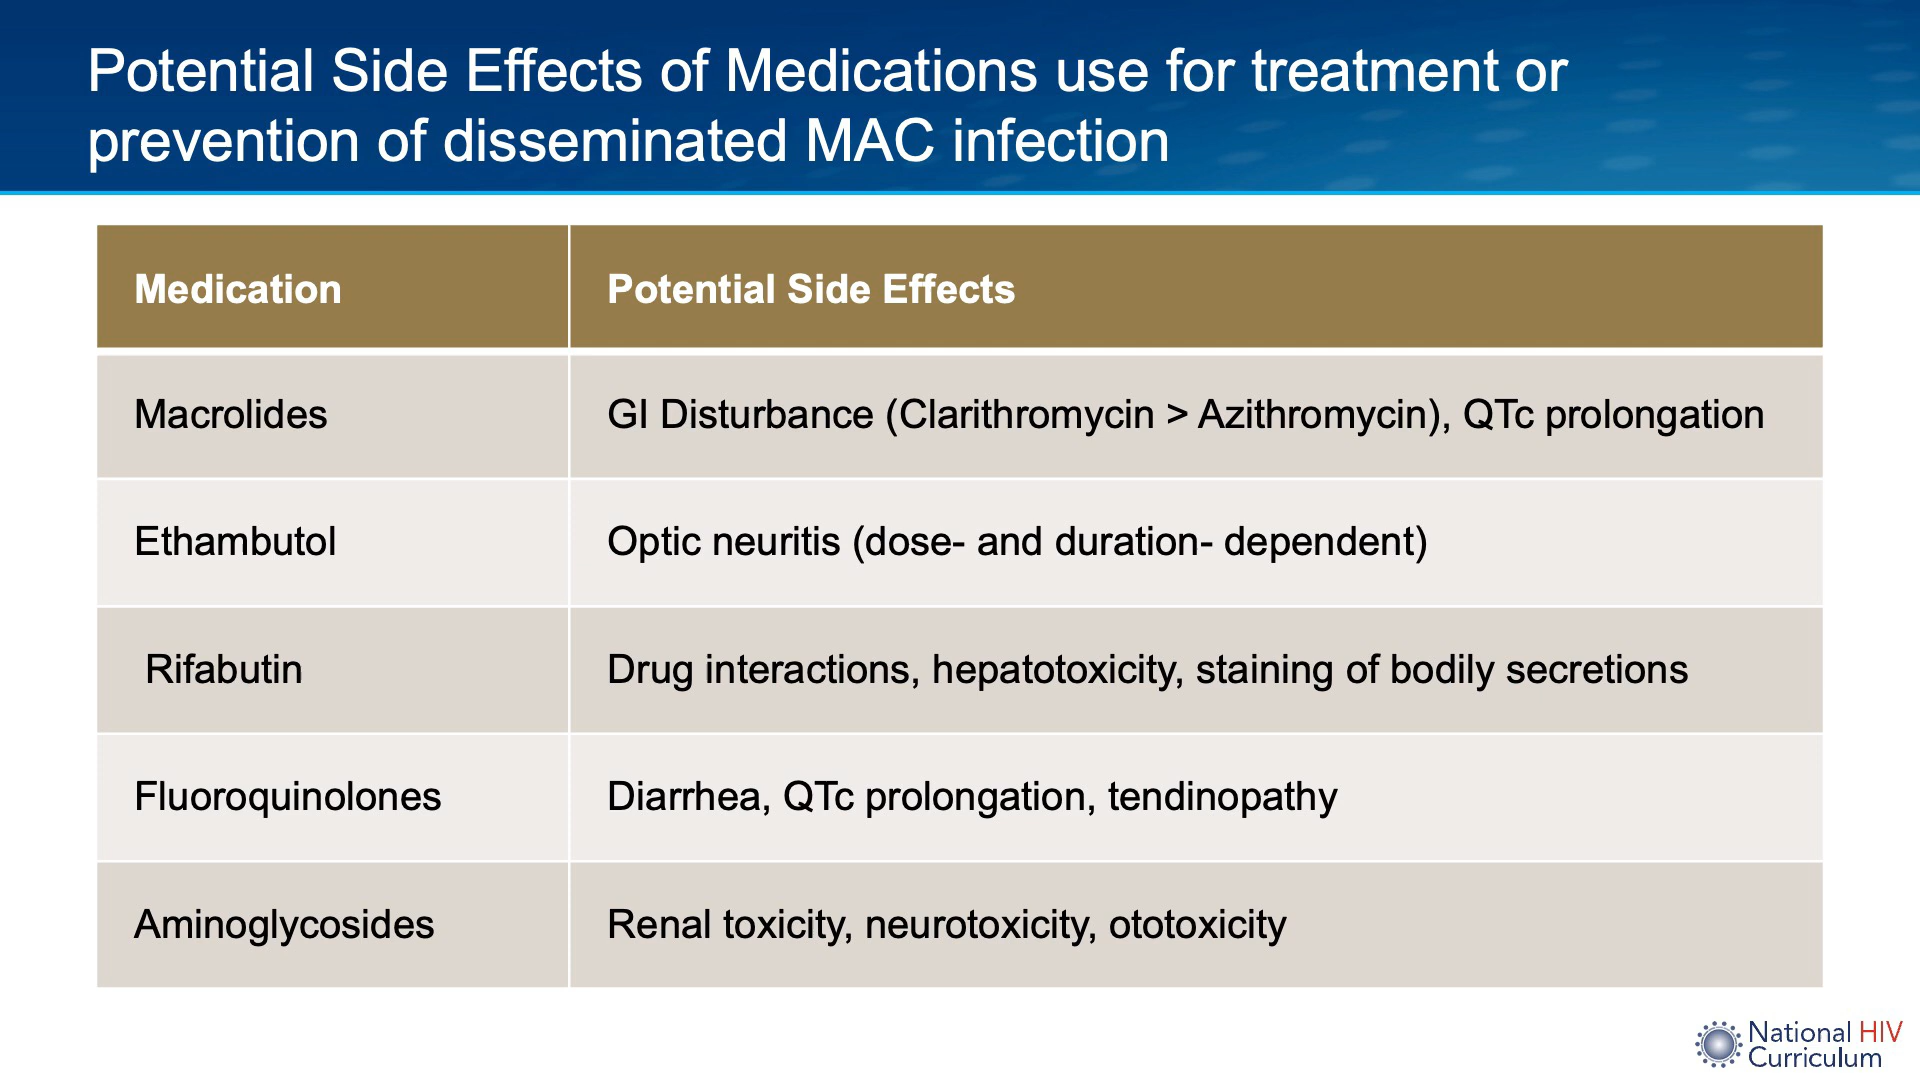 Potential Side Effects of Medications use for treatment or
prevention of disseminated MAC infection
Medication
Potential Side Effects
Macrolides
GI Disturbance (Clarithromycin > Azithromycin), QTc prolongation
Ethambutol
Optic neuritis (dose- and duration- dependent)
Rifabutin
Drug interactions, hepatotoxicity, staining of bodily secretions
Fluoroquinolones
Diarrhea, QTc prolongation, tendinopathy
Aminoglycosides
Renal toxicity, neurotoxicity, ototoxicity
National HIV
Curriculum